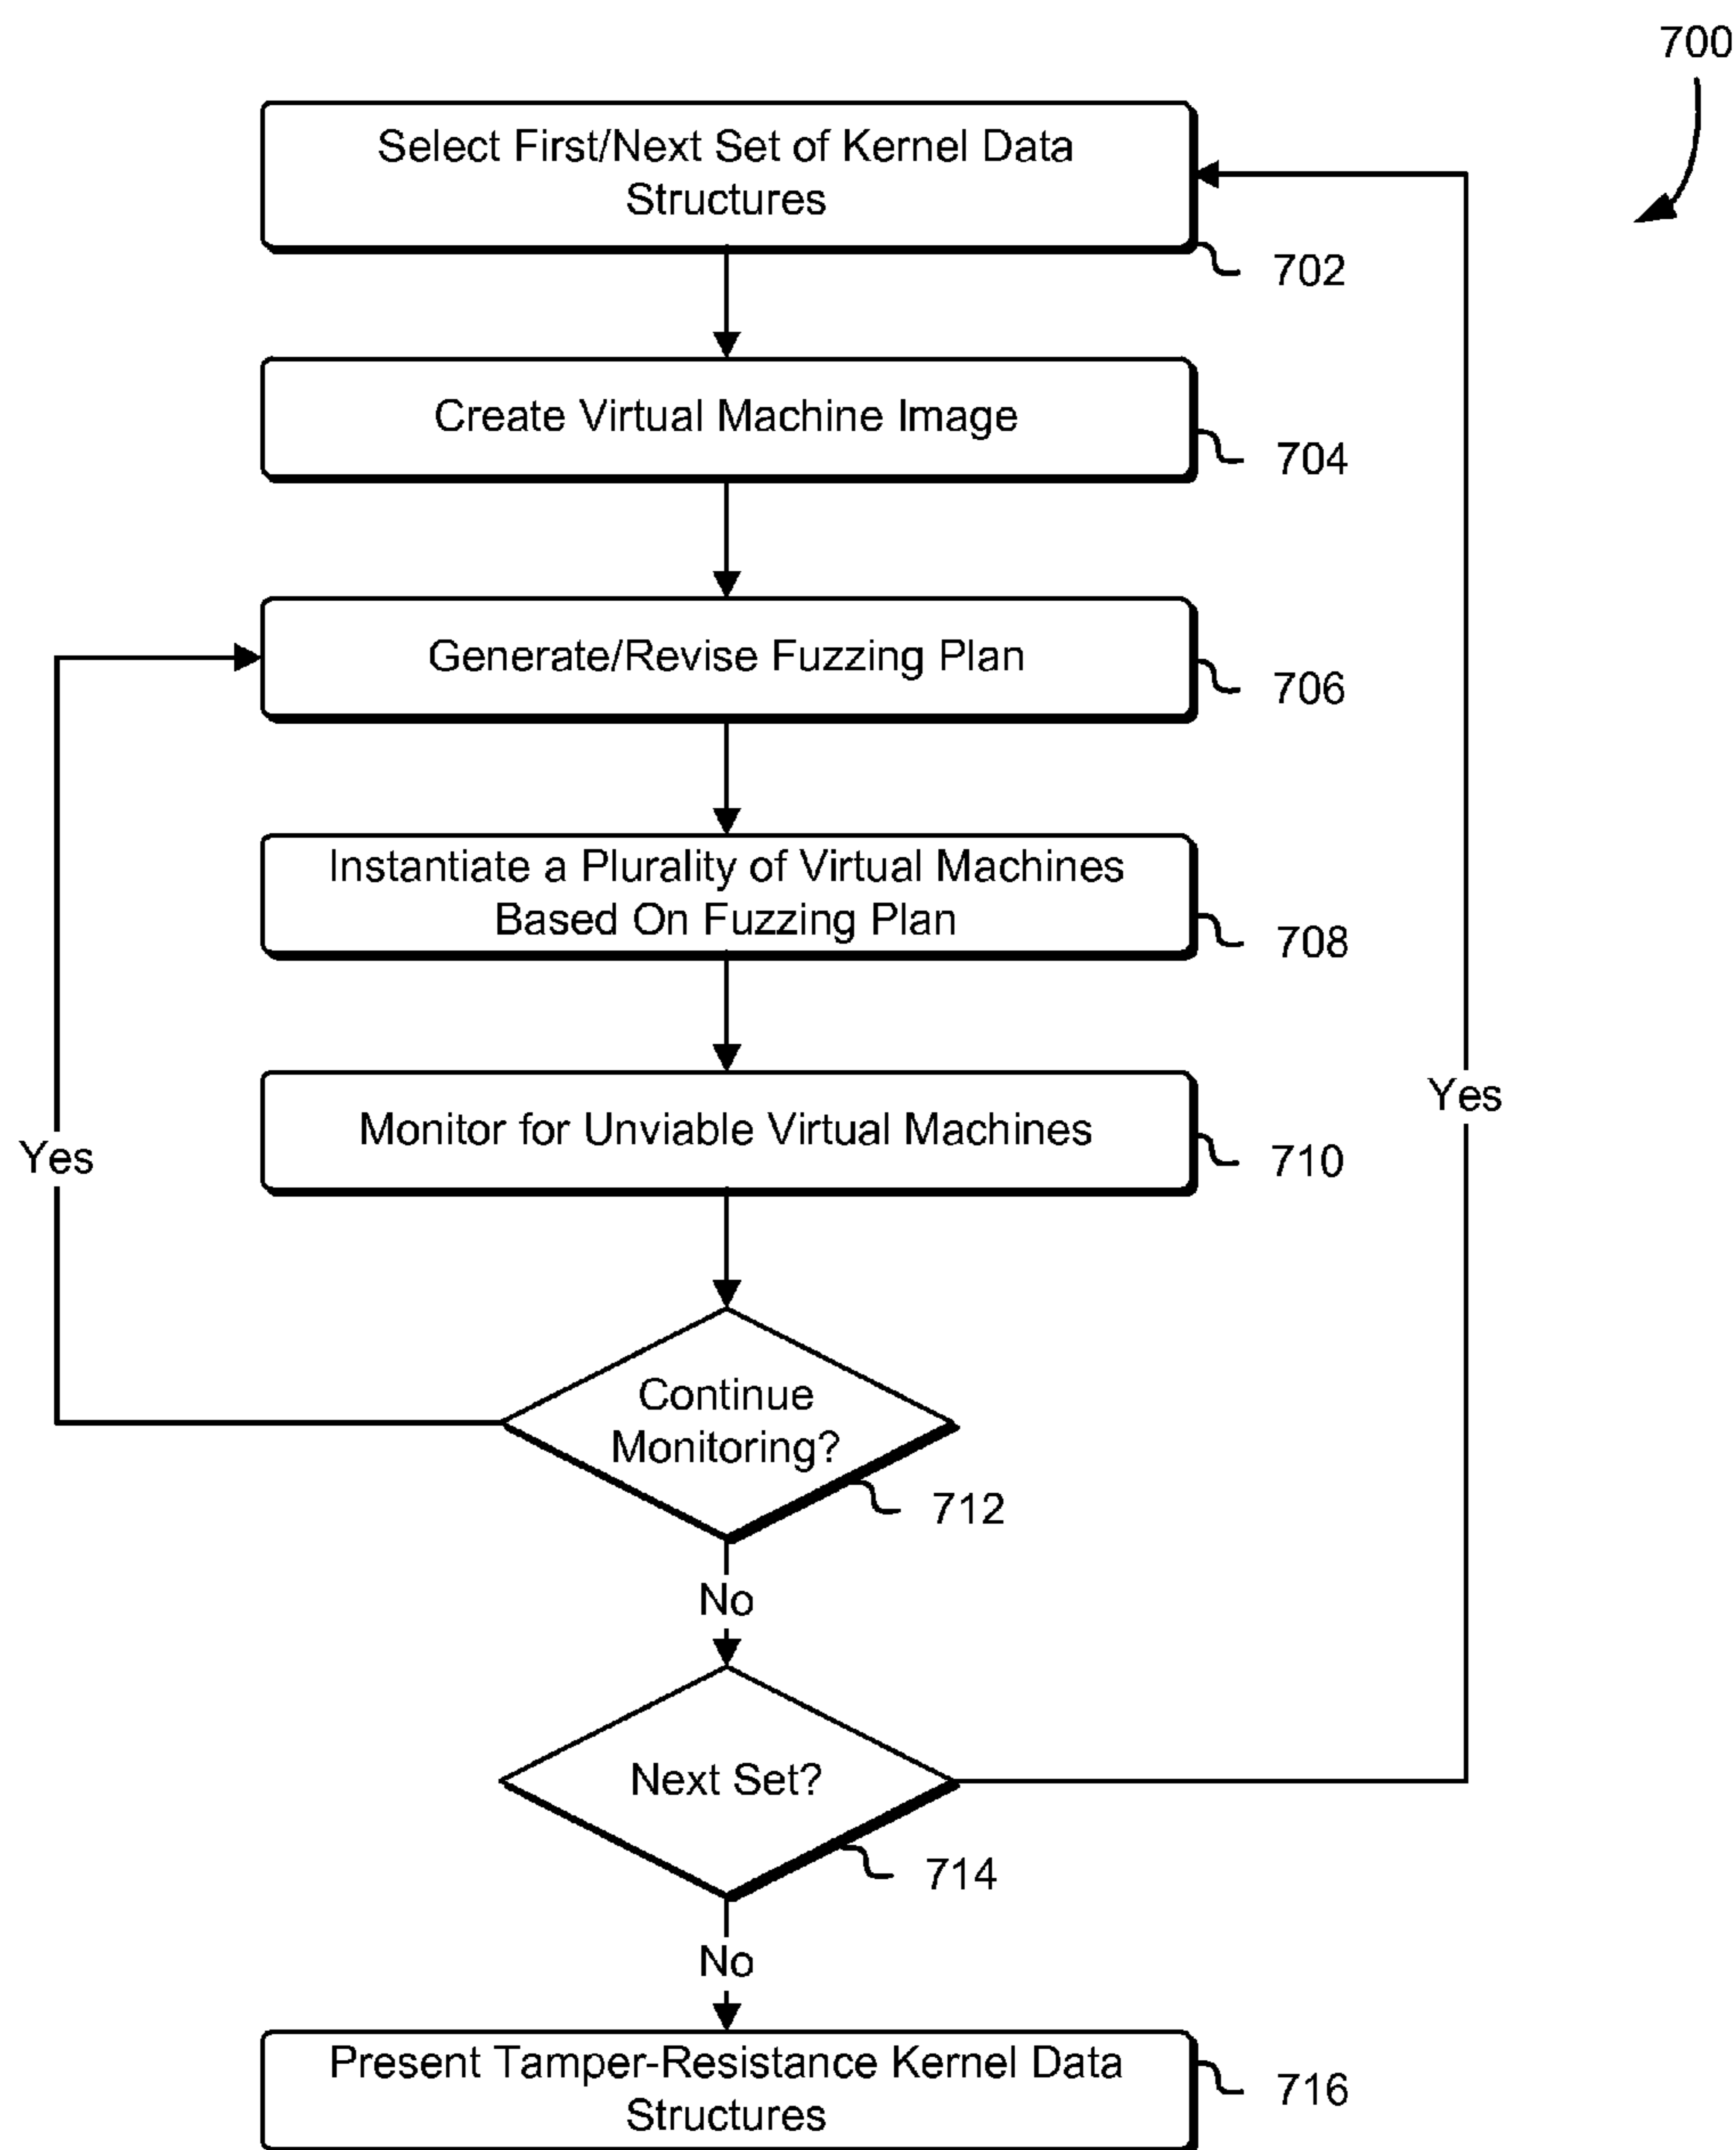 700
Select First/Next Set of Kernel Data
Structures
702
Create Virtual Machine Image
704
Generate/Revise Fuzzing Plan
706
Instantiate a Plurality of Virtual Machines
Based On Fuzzing Plan
708
Monitor for Unviable Virtual Machines
710
Yes
Yes
Continue
Monitoring?
712
No
Next Set?
714
No
Present Tamper-Resistance Kernel Data
Structures
716